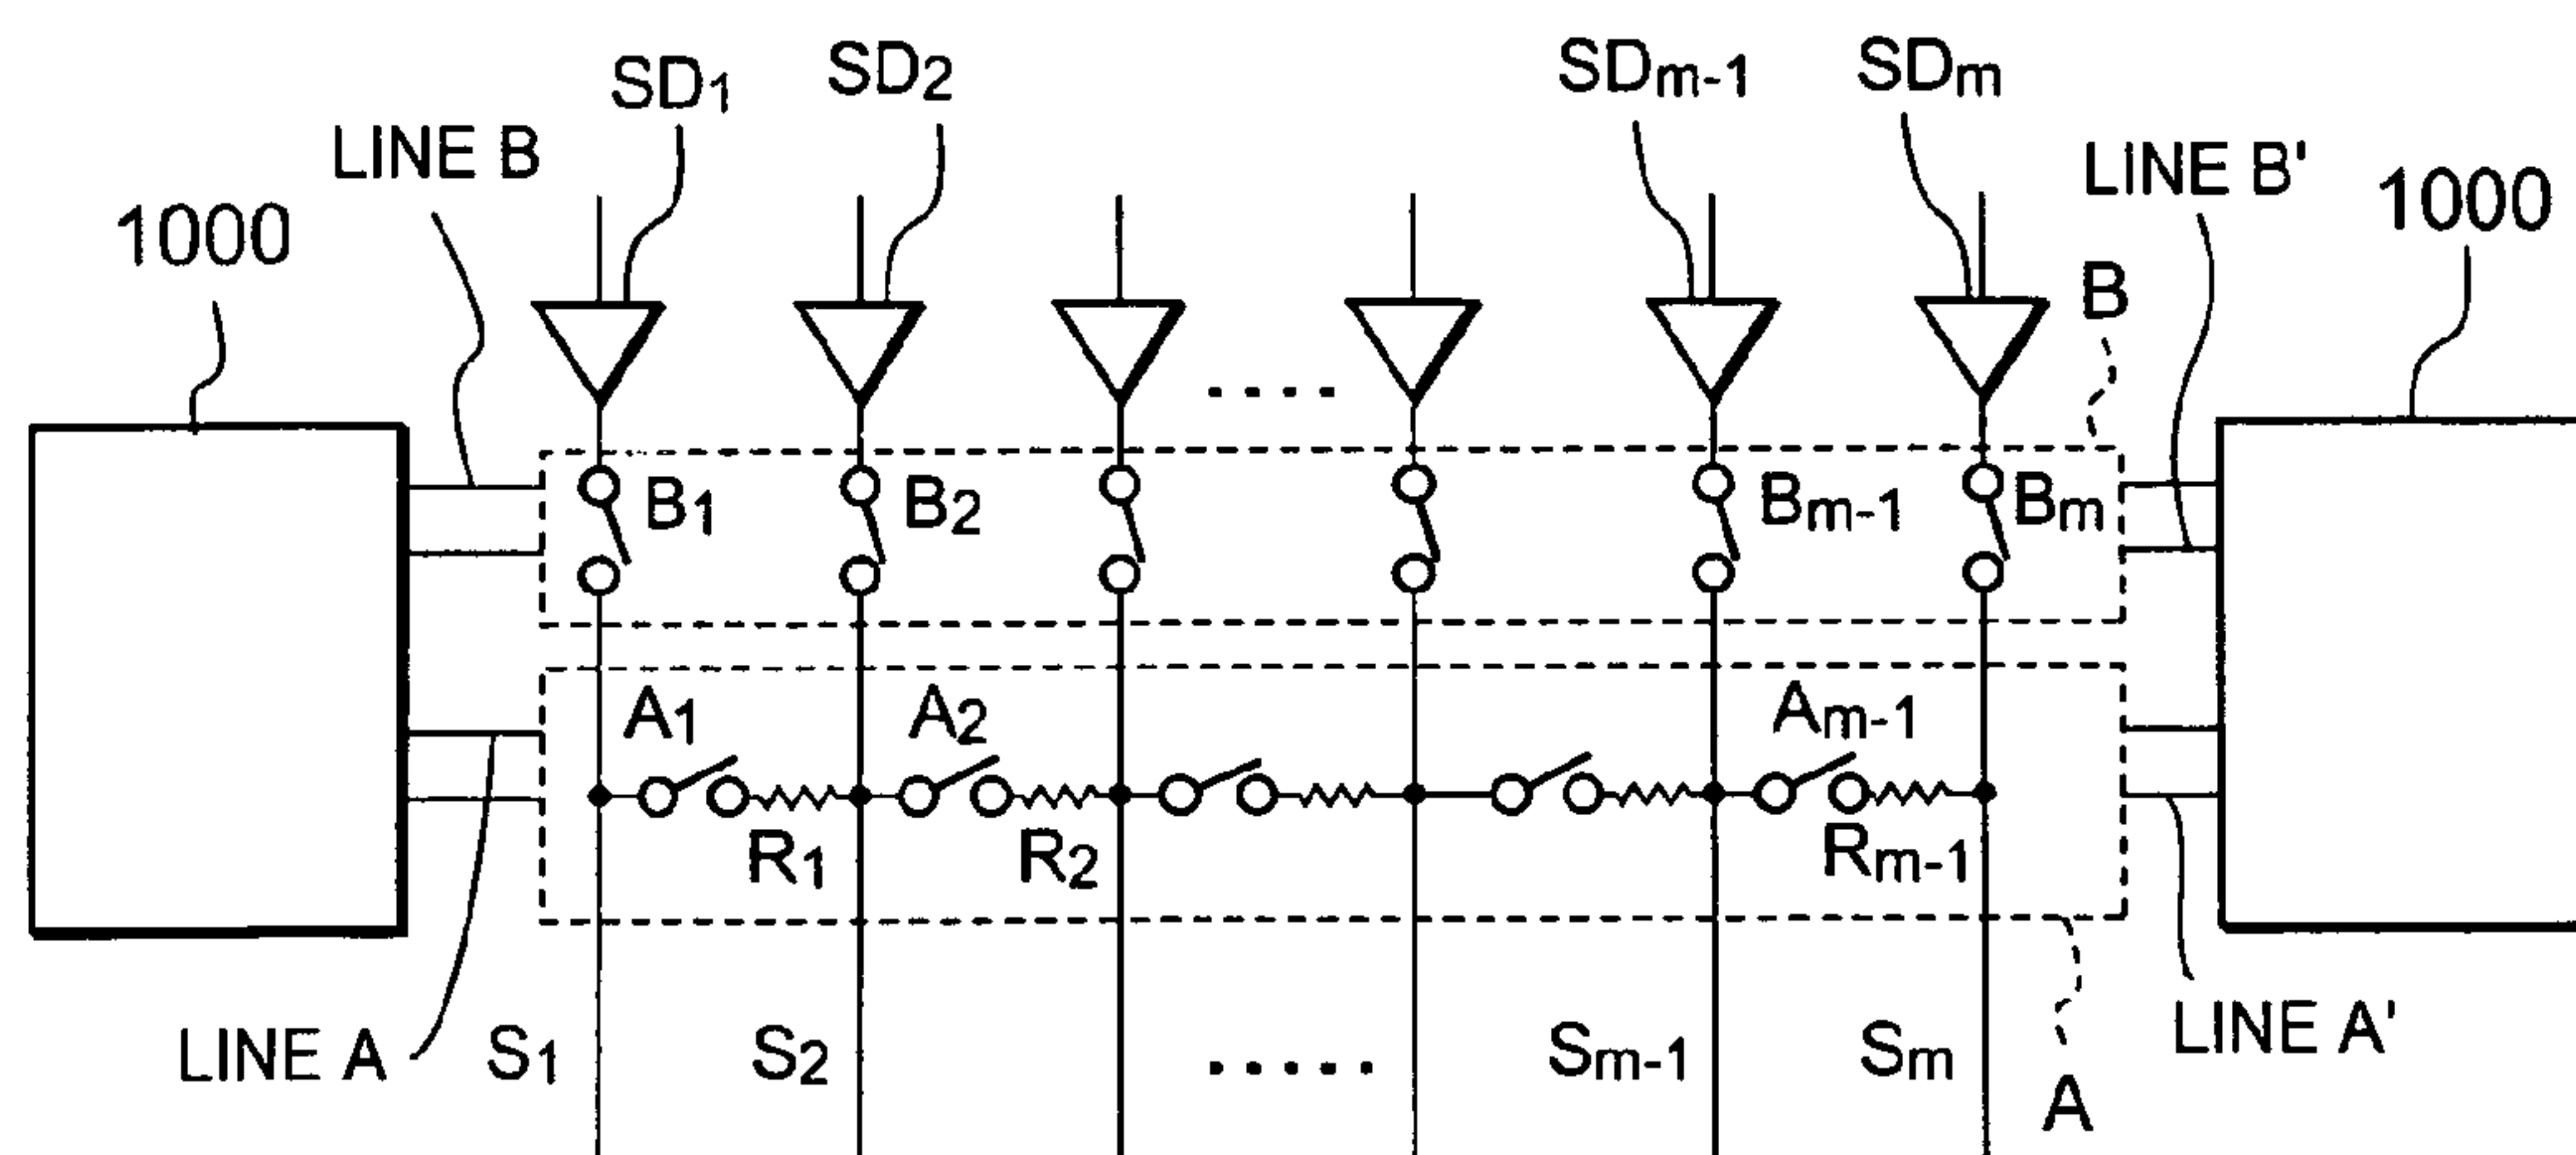 SD1 SD2 SDm-1 SDm
LINE B LINE B'
1000 1000
B
B1 B2 Bm-1 Bm
A1 A2 Am-1
R1 R2 Rm-1
LINE A S1 S2 ..... Sm-1 Sm LINE A'
A